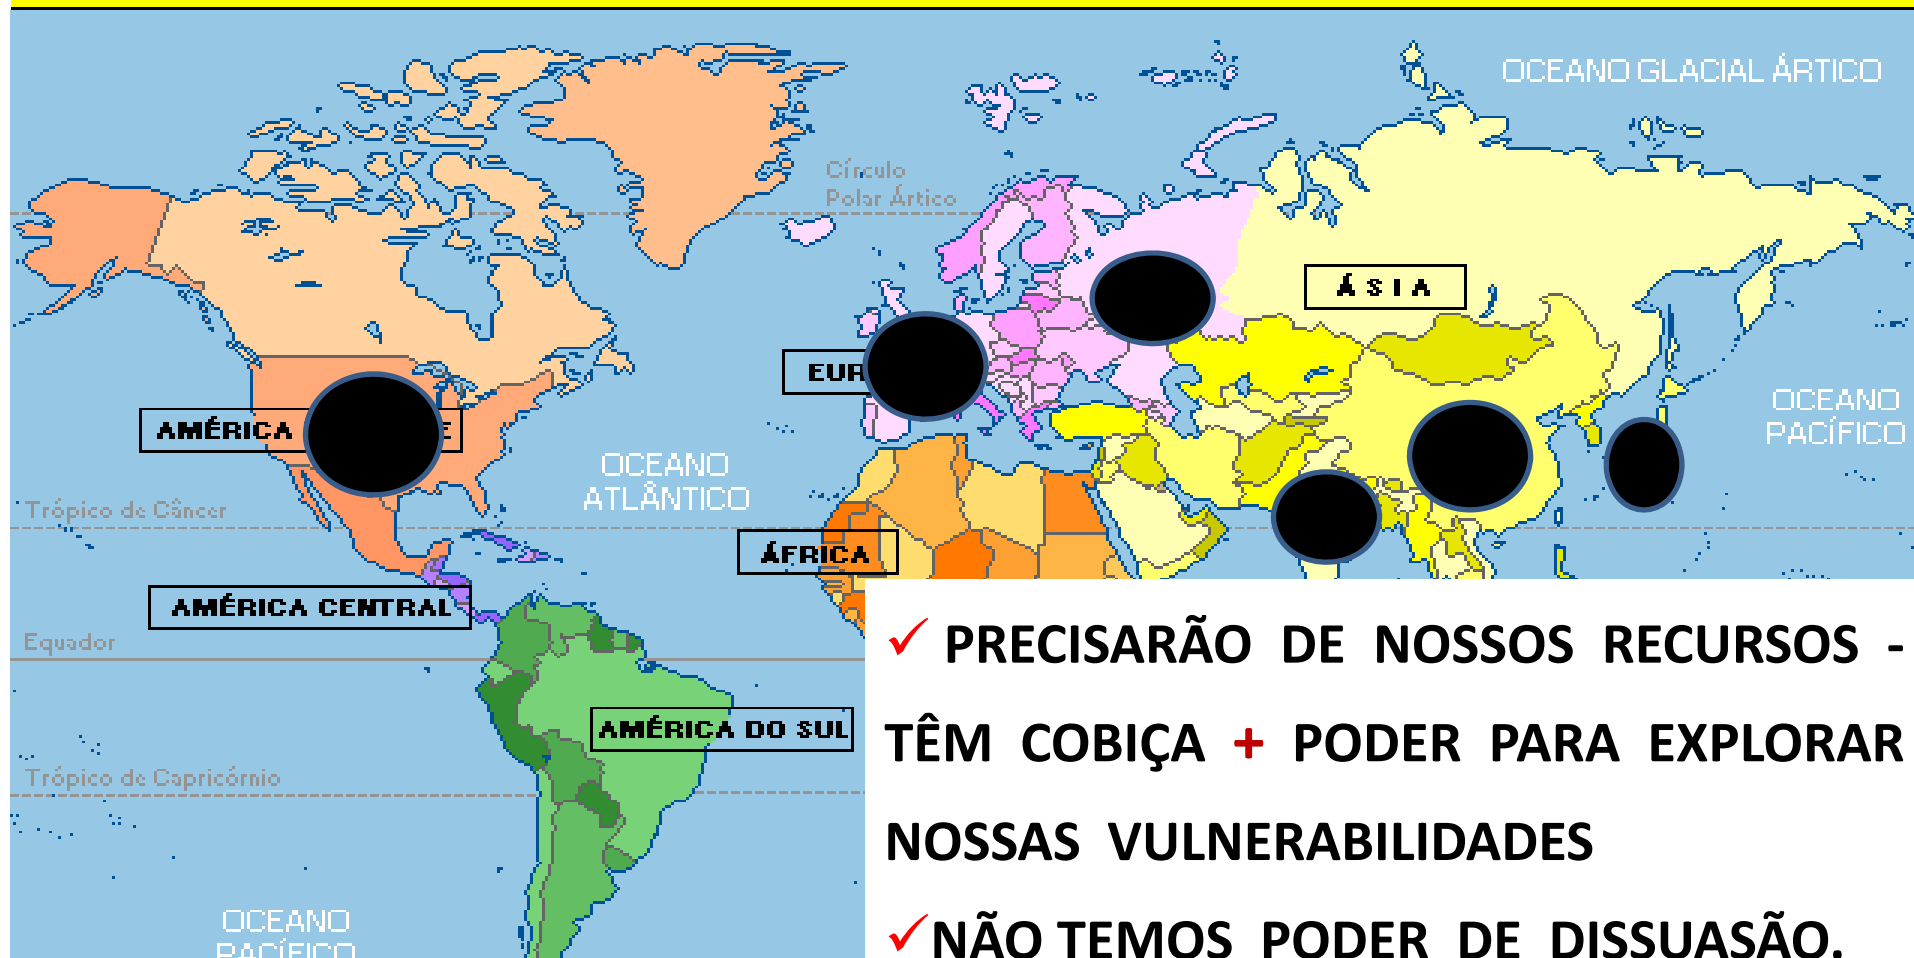 OCEANO GLACIAL ÁRTICO
Círculo
Polar Ártico
ÁSIA
EUR
OCEANO
PACÍFICO
AMÉRICA E
OCEANO
ATLÂNTICO
Trópico de Câncer
ÁFRICA
AMÉRICA CENTRAL
Equador
AMÉRICA DO SUL
Trópico de Capricórnio
OCEANO
PACÍFICO
✓ PRECISARÃO DE NOSSOS RECURSOS -
TÊM COBIÇA + PODER PARA EXPLORAR
NOSSAS VULNERABILIDADES
✓ NÃO TEMOS PODER DE DISSUASÃO.